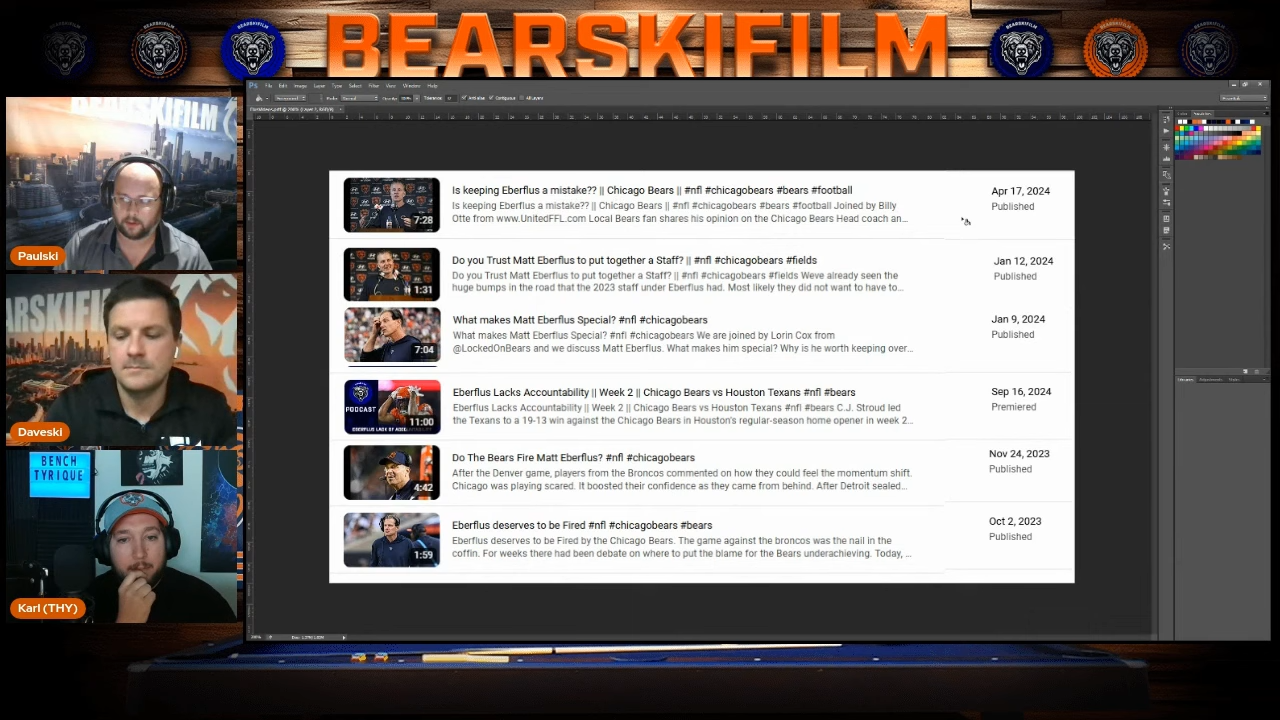 BEARSKIFILM
File Edit Image Layer Type Select Filter View Window Help
BEARSKIFILM
Paulski
BEARSKIFI
Daveski
BENCH
TYRIQUE
Karl (THY)
Is keeping Eberflus a mistake?? || Chicago Bears || #nfl #chicagobears #bears #football
Is keeping Eberflus a mistake?? || Chicago Bears || #nfl #chicagobears #bears #football Joined by Billy
Otte from www.UnitedFFL.com Local Bears fan shares his opinion on the Chicago Bears Head coach an...
7:28
Apr 17, 2024
Published
Do you Trust Matt Eberflus to put together a Staff? || #nfl #chicagobears #fields
Do you Trust Matt Eberflus to put together a Staff? || #nfl #chicagobears #fields Weve already seen the
huge bumps in the road that the 2023 staff under Eberflus had. Most likely they did not want to have to...
1:31
Jan 12, 2024
Published
What makes Matt Eberflus Special? #nfl #chicagobears
What makes Matt Eberflus Special? #nfl #chicagobears We are joined by Lorin Cox from
@LockedOnBears and we discuss Matt Eberflus. What makes him special? Why is he worth keeping over...
7:04
Jan 9, 2024
Published
Eberflus Lacks Accountability || Week 2 || Chicago Bears vs Houston Texans #nfl #bears
Eberflus Lacks Accountability || Week 2 || Chicago Bears vs Houston Texans #nfl #bears C.J. Stroud led
the Texans to a 19-13 win against the Chicago Bears in Houston's regular-season home opener in week 2...
PODCAST
11:00
Sep 16, 2024
Premiered
Do The Bears Fire Matt Eberflus? #nfl #chicagobears
After the Denver game, players from the Broncos commented on how they could feel the momentum shift.
Chicago was playing scared. It boosted their confidence as they came from behind. After Detroit sealed...
4:42
Nov 24, 2023
Published
Eberflus deserves to be Fired #nfl #chicagobears #bears
Eberflus deserves to be Fired by the Chicago Bears. The game against the broncos was the nail in the
coffin. For weeks there had been debate on where to put the blame for the Bears underachieving. Today, ...
1:59
Oct 2, 2023
Published